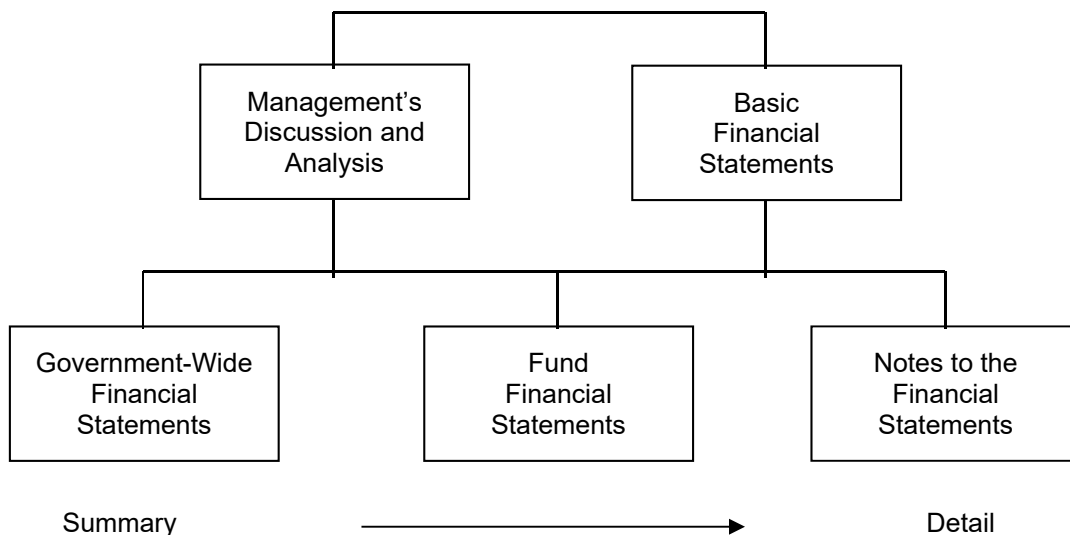 Management’s
Discussion and
Analysis
Basic
Financial
Statements
Government-Wide
Financial
Statements
Fund
Financial
Statements
Notes to the
Financial
Statements
Summary
Detail